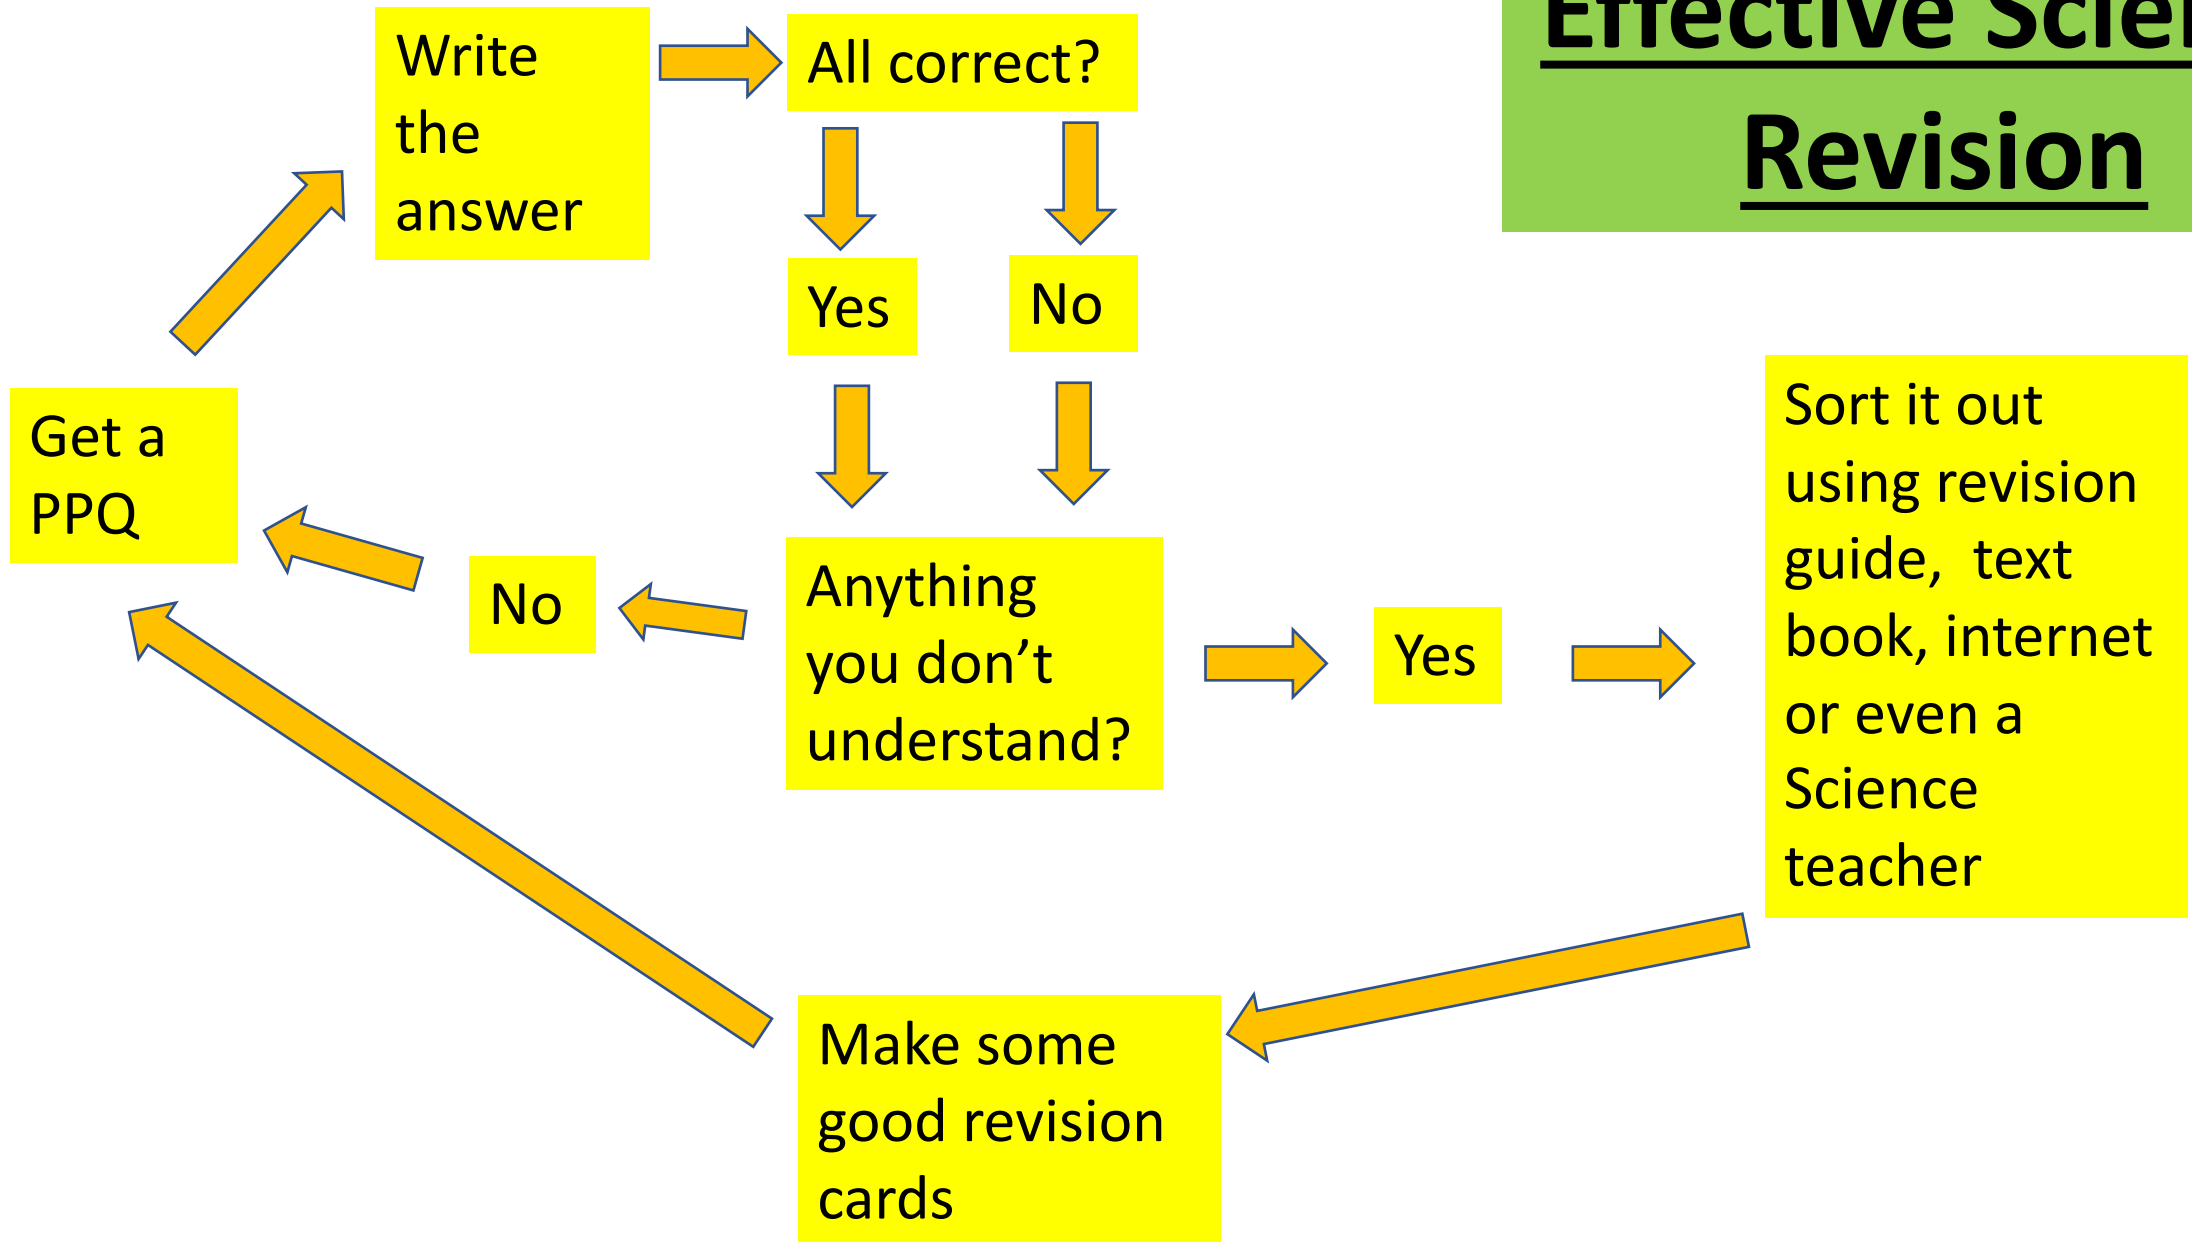 Effective
Revision
Write
the
answer
All correct?
Yes
No
Get a
PPQ
No
Anything
you don’t
understand?
Yes
Sort it out
using revision
guide,  text
book, internet
or even a
Science
teacher
Make some
good revision
cards